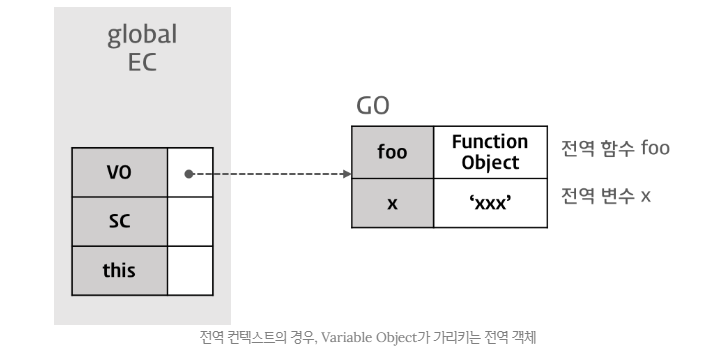 global
EC
GO
VO
SC
this
foo
Function
Object
전역 함수 foo
x
‘xxx’
전역 변수 x
전역 컨텍스트의 경우, Variable Object가 가리키는 전역 객체